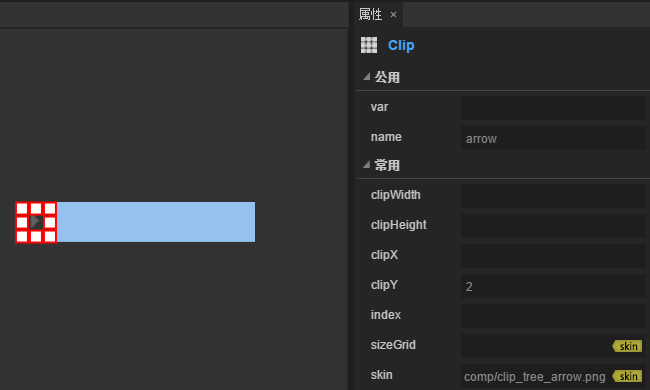 属性 ×
Clip
公用
var
name arrow
常用
clipWidth
clipHeight
clipX
clipY 2
index
sizeGrid skin
skin comp/clip_tree_arrow.png skin